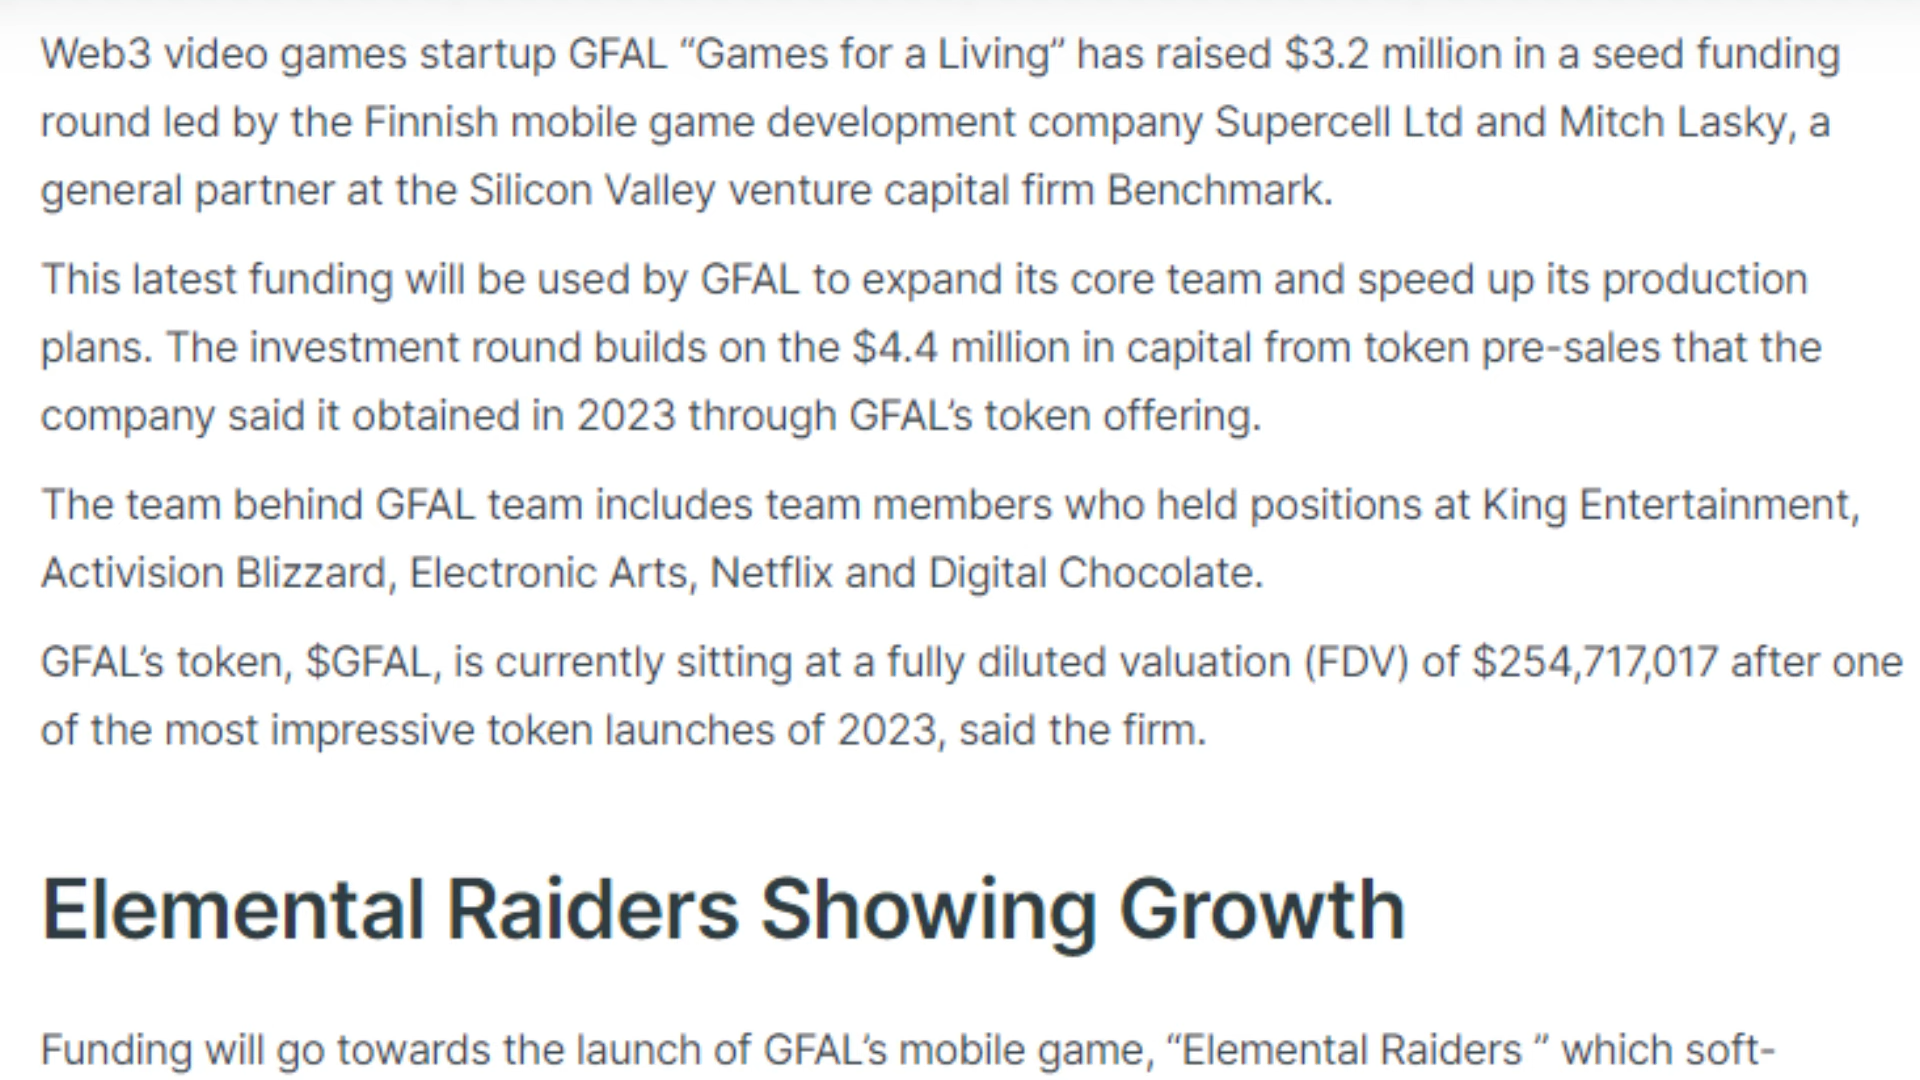 Web3 video games startup GFAL “Games for a Living” has raised $3.2 million in a seed funding
round led by the Finnish mobile game development company Supercell Ltd and Mitch Lasky, a
general partner at the Silicon Valley venture capital firm Benchmark.
This latest funding will be used by GFAL to expand its core team and speed up its production
plans. The investment round builds on the $4.4 million in capital from token pre-sales that the
company said it obtained in 2023 through GFAL’s token offering.
The team behind GFAL team includes team members who held positions at King Entertainment,
Activision Blizzard, Electronic Arts, Netflix and Digital Chocolate.
GFAL’s token, $GFAL, is currently sitting at a fully diluted valuation (FDV) of $254,717,017 after one
of the most impressive token launches of 2023, said the firm.
Elemental Raiders Showing Growth
Funding will go towards the launch of GFAL’s mobile game, “Elemental Raiders ” which soft-